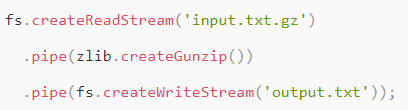 fs.createReadStream('input.txt.gz')
.pipe(zlib.createGunzip())
.pipe(fs.createWriteStream('output.txt'));